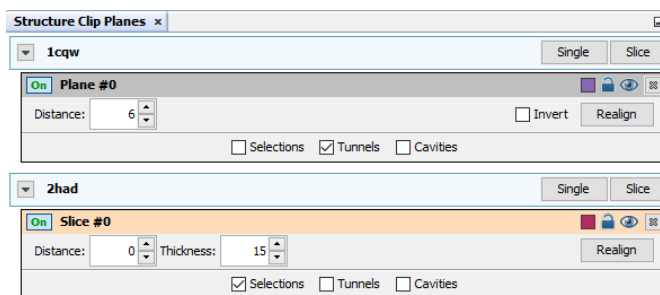 Structure Clip Planes ×
1cqw Single Slice
On Plane #0
Distance: 6 Invert Realign
Selections Tunnels Cavities
2had Single Slice
On Slice #0
Distance: 0 Thickness: 15 Realign
Selections Tunnels Cavities